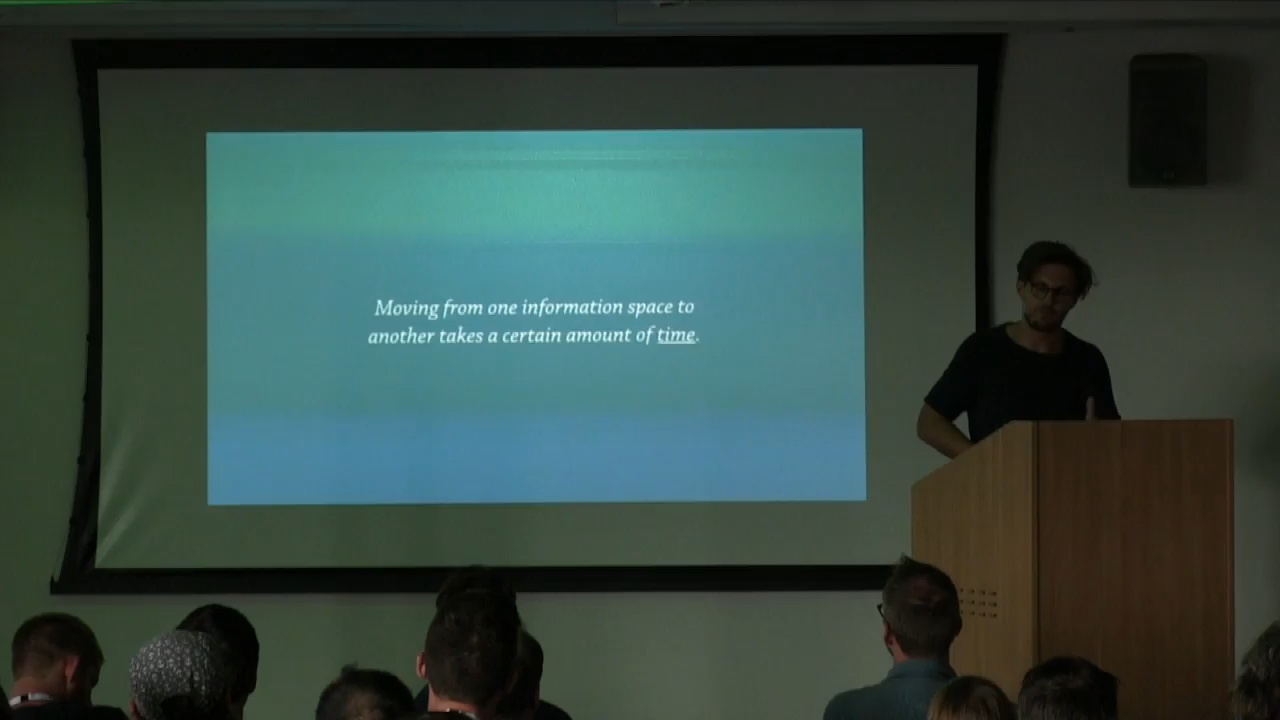 Moving from one information space to
another takes a certain amount of time.